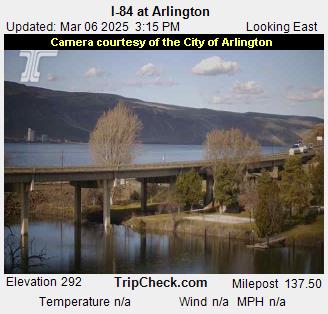 I-84 at Arlington
Updated: Mar 06 2025 3:15 PM Looking East
Camera courtesy of the City of Arlington
Elevation 292 TripCheck.com Milepost 137.50
Temperature n/a Wind n/a MPH n/a